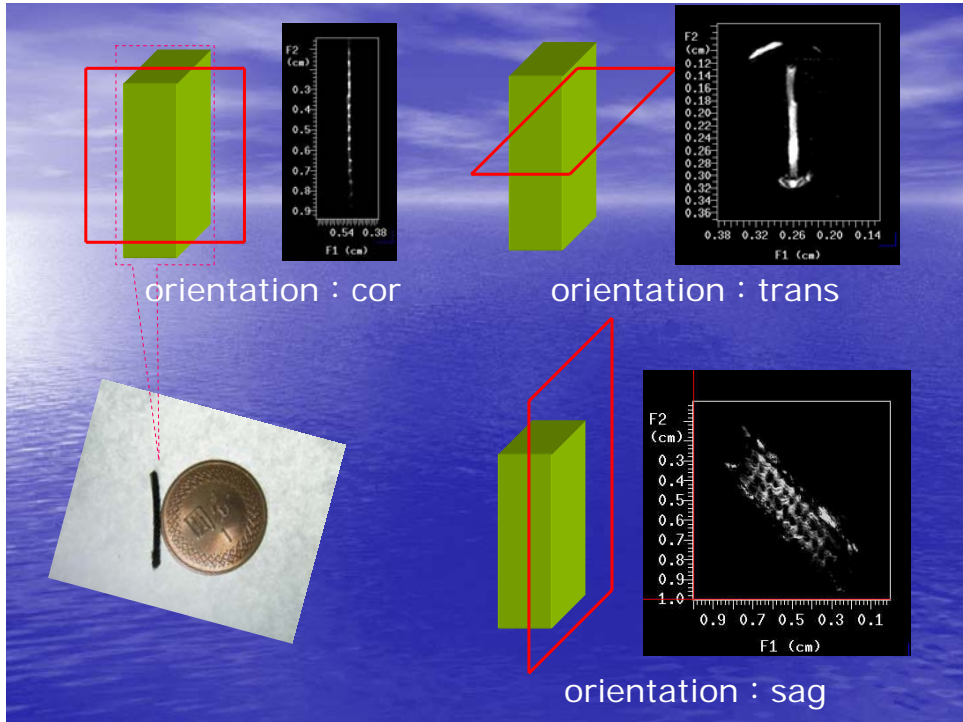 F2
(cm)
0.3
0.4
0.5
0.6
0.7
0.8
0.9
0.54 0.38
F1 (cm)
orientation：cor
F2
(cm)
0.12
0.14
0.16
0.18
0.20
0.22
0.24
0.26
0.28
0.30
0.32
0.34
0.36
0.38 0.32 0.26 0.20 0.14
F1 (cm)
orientation：trans
F2
(cm)
0.3
0.4
0.5
0.6
0.7
0.8
0.9
1.0
0.9 0.7 0.5 0.3 0.1
F1 (cm)
orientation：sag